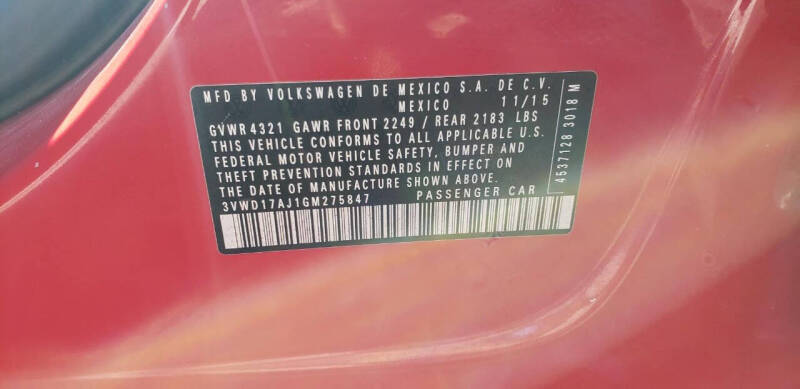 MFD BY VOLKSWAGEN DE MEXICO S.A. DE C.V.
MEXICO 11/15
GVWR 4321 GAWR FRONT 2249 / REAR 2183 LBS
THIS VEHICLE CONFORMS TO ALL APPLICABLE U.S.
FEDERAL MOTOR VEHICLE SAFETY, BUMPER AND
THEFT PREVENTION STANDARDS IN EFFECT ON
THE DATE OF MANUFACTURE SHOWN ABOVE.
3VWD17AJ1GM275847 PASSENGER CAR
4537128 3018 M